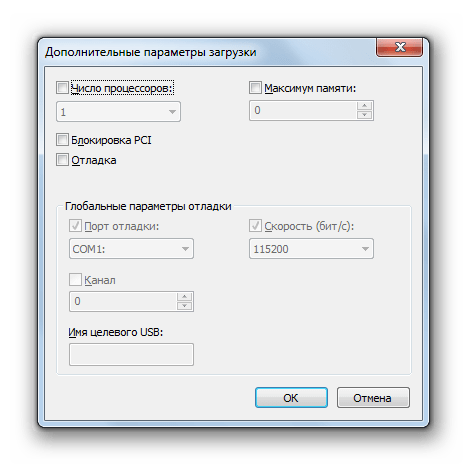 Дополнительные параметры загрузки
Число процессоров:
Максимум памяти:
1
0
Блокировка PCI
Отладка
Глобальные параметры отладки
Порт отладки:
Скорость (бит/с):
COM1:
115200
Канал
0
Имя целевого USB:
OK
Отмена